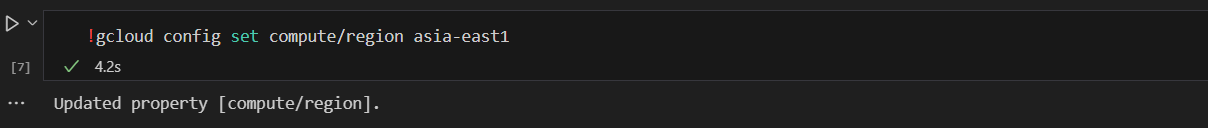 !gcloud config set compute/region asia-east1
[7]
4.2s
... Updated property [compute/region].